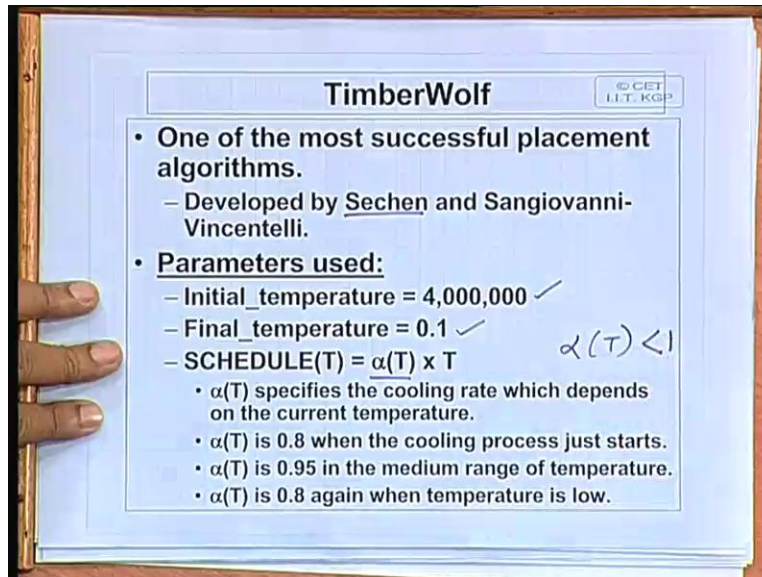 TimberWolf
© CET
I.I.T. KGP
• One of the most successful placement
algorithms.
– Developed by Sechen and Sangiovanni-
Vincentelli.
• Parameters used:
– Initial_temperature = 4,000,000 ✓
– Final_temperature = 0.1 ✓
– SCHEDULE(T) = α(T) x T
α(T) <1
• α(T) specifies the cooling rate which depends
on the current temperature.
• α(T) is 0.8 when the cooling process just starts.
• α(T) is 0.95 in the medium range of temperature.
• α(T) is 0.8 again when temperature is low.